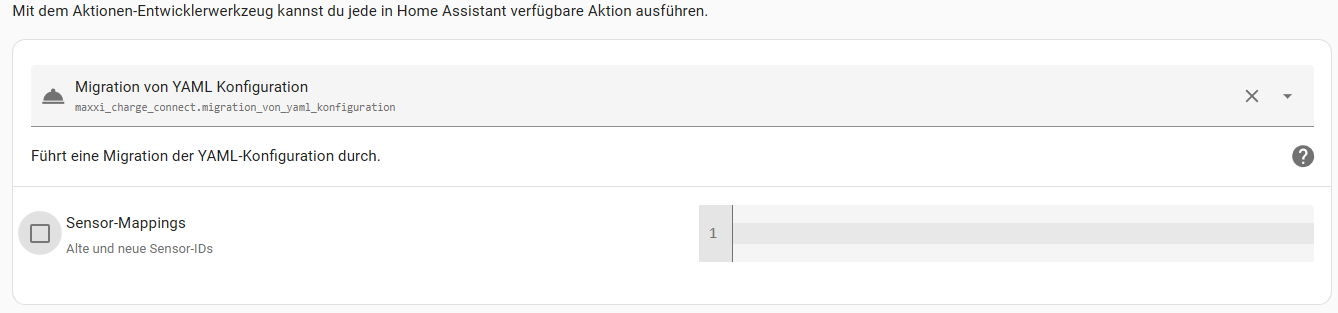 Mit dem Aktionen-Entwicklerwerkzeug kannst du jede in Home Assistant verfügbare Aktion ausführen.
Migration von YAML Konfiguration
maxxi_charge_connect.migration_von_yaml_konfiguration
Führt eine Migration der YAML-Konfiguration durch.
Sensor-Mappings
Alte und neue Sensor-IDs
1